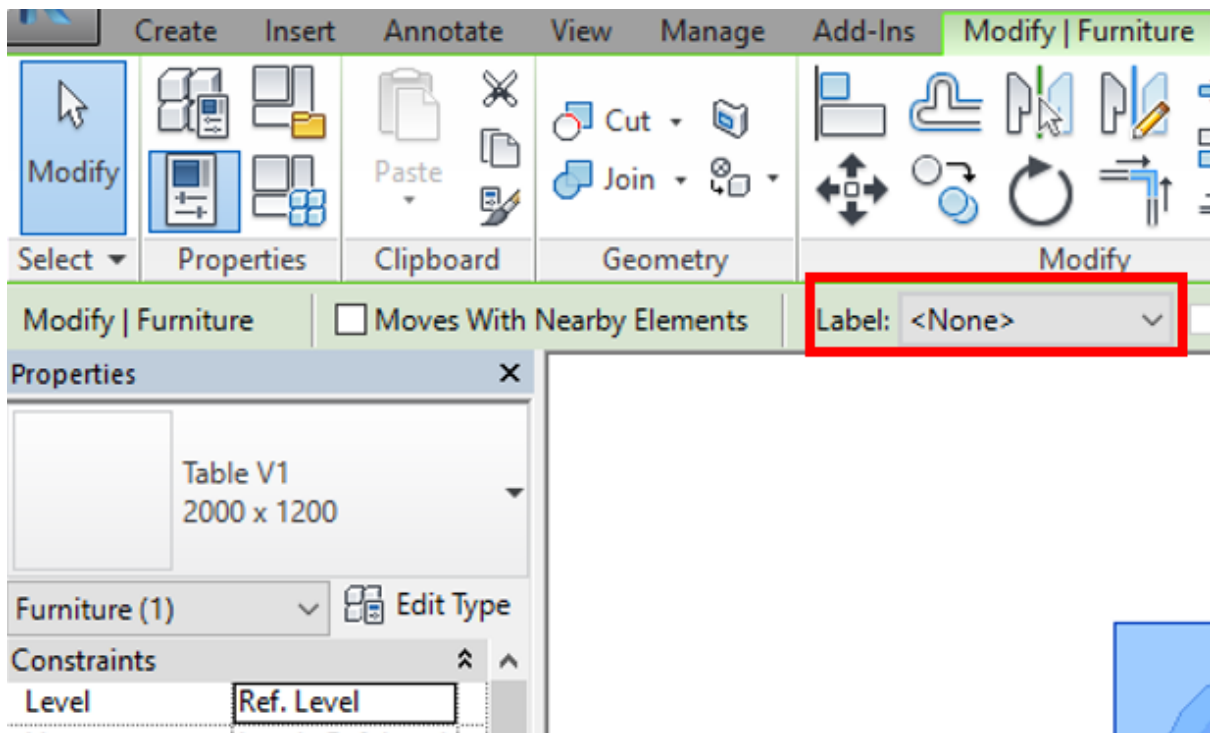 Create Insert Annotate View Manage Add-Ins Modify | Furniture
Modify
Paste
Cut
Join
Select Properties Clipboard Geometry Modify
Modify | Furniture Moves With Nearby Elements Label: <None>
Properties
Table V1
2000 x 1200
Furniture (1) Edit Type
Constraints
Level Ref. Level